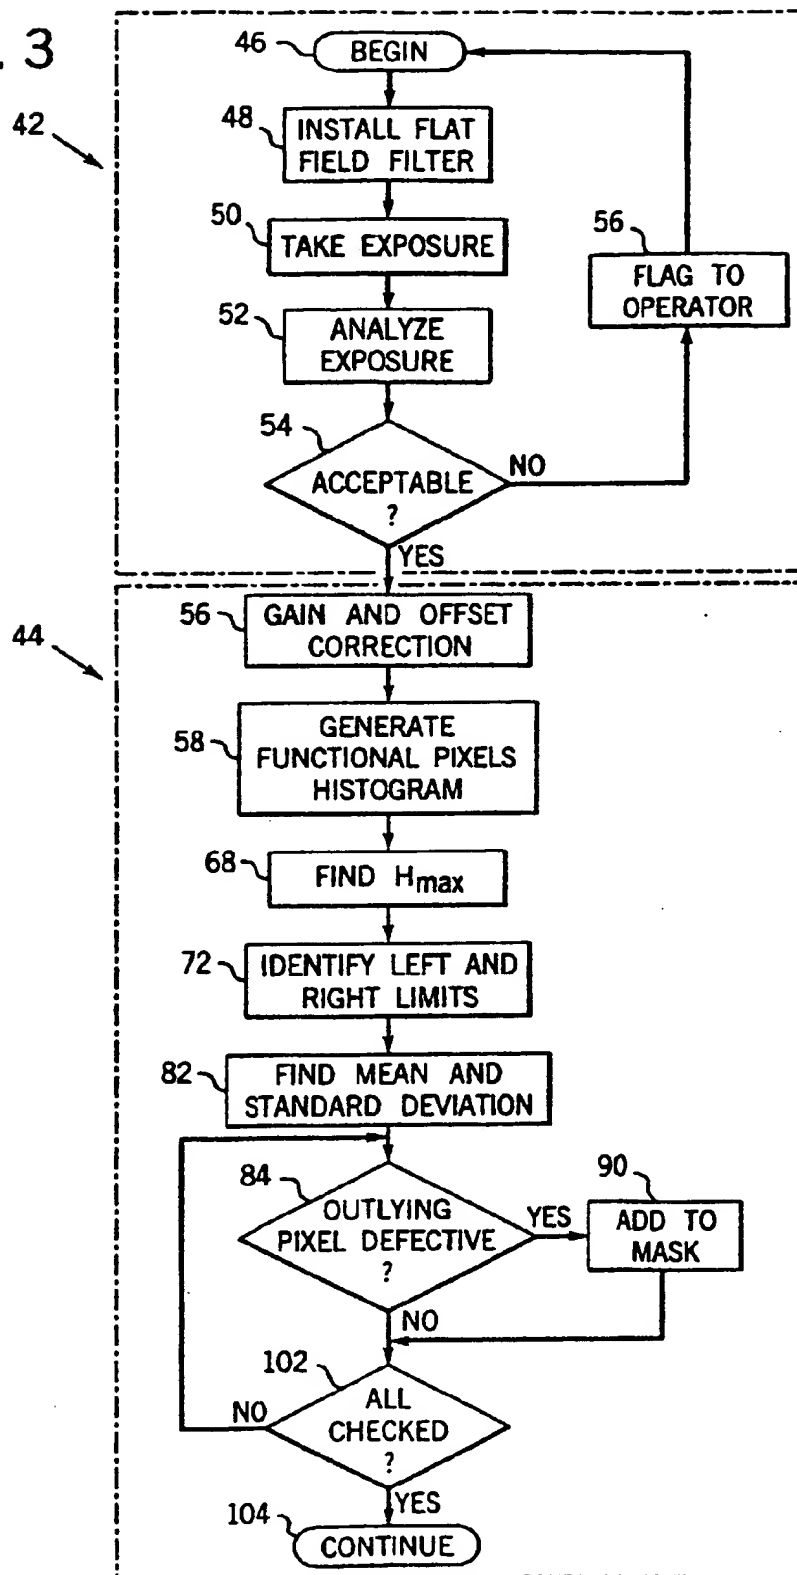 . 3
42
46
BEGIN
48
INSTALL FLAT
FIELD FILTER
50
TAKE EXPOSURE
52
ANALYZE
EXPOSURE
56
FLAG TO
OPERATOR
54
ACCEPTABLE
?
NO
YES
44
56
GAIN AND OFFSET
CORRECTION
58
GENERATE
FUNCTIONAL PIXELS
HISTOGRAM
68
FIND Hmax
72
IDENTIFY LEFT AND
RIGHT LIMITS
82
FIND MEAN AND
STANDARD DEVIATION
84
OUTLYING
PIXEL DEFECTIVE
?
YES
90
ADD TO
MASK
NO
102
ALL
CHECKED
?
NO
YES
104
CONTINUE